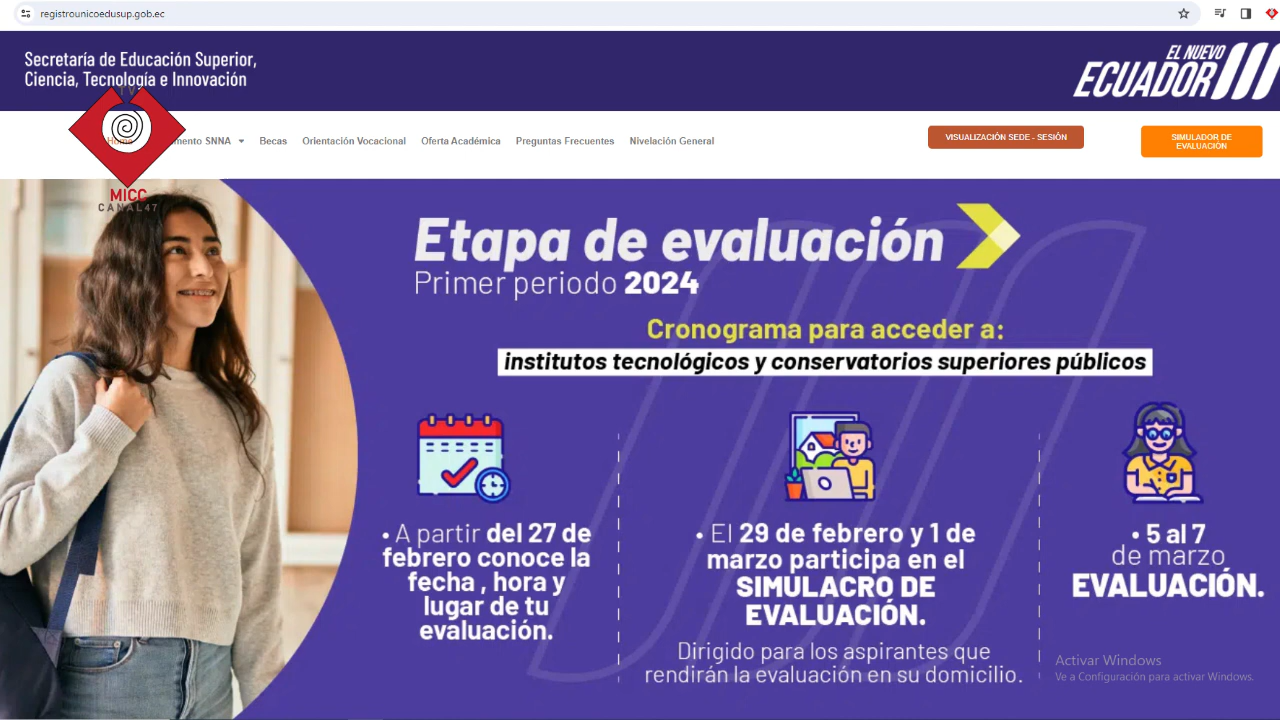 registrounicoedusup.gob.ec
Secretaría de Educación Superior,
Ciencia, Tecnología e Innovación
EL NUEVO
ECUADOR
TV
Home
mento SNNA
Becas
Orientación Vocacional
Oferta Académica
Preguntas Frecuentes
Nivelación General
VISUALIZACIÓN SEDE - SESIÓN
SIMULADOR DE
EVALUACIÓN
MICC
CANAL47
Etapa de evaluación
Primer periodo 2024
Cronograma para acceder a:
institutos tecnológicos y conservatorios superiores públicos
• A partir del 27 de
febrero conoce la
fecha , hora y
lugar de tu
evaluación.
• El 29 de febrero y 1 de
marzo participa en el
SIMULACRO DE
EVALUACIÓN.
Dirigido para los aspirantes que
rendirán la evaluación en su domicilio.
• 5 al 7
de marzo
EVALUACIÓN.
Activar Windows
Ve a Configuración para activar Windows.